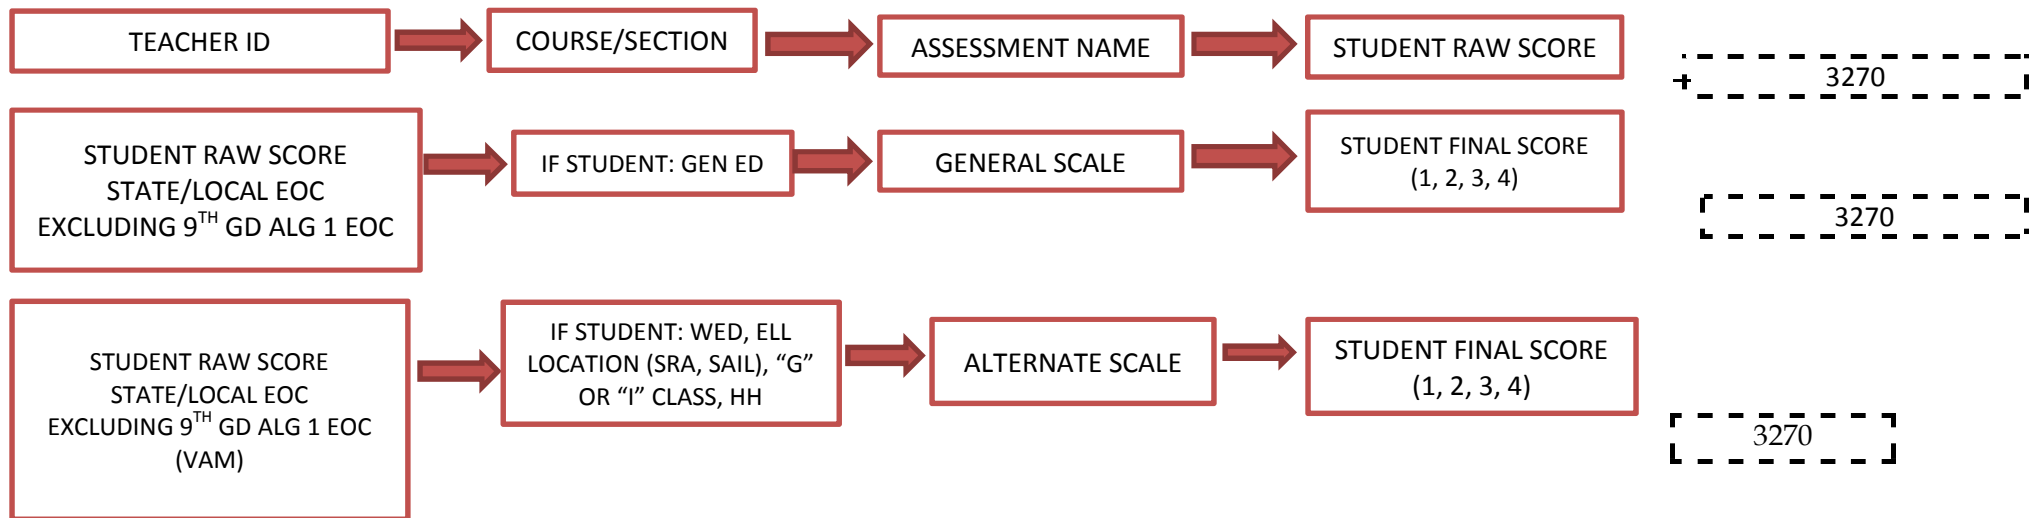 TEACHER ID
COURSE/SECTION
ASSESSMENT NAME
STUDENT RAW SCORE
3270
STUDENT RAW SCORE
STATE/LOCAL EOC
EXCLUDING 9TH GD ALG 1 EOC
IF STUDENT: GEN ED
GENERAL SCALE
STUDENT FINAL SCORE
(1, 2, 3, 4)
3270
STUDENT RAW SCORE
STATE/LOCAL EOC
EXCLUDING 9TH GD ALG 1 EOC
(VAM)
IF STUDENT: WED, ELL
LOCATION (SRA, SAIL), “G”
OR “I” CLASS, HH
ALTERNATE SCALE
STUDENT FINAL SCORE
(1, 2, 3, 4)
3270